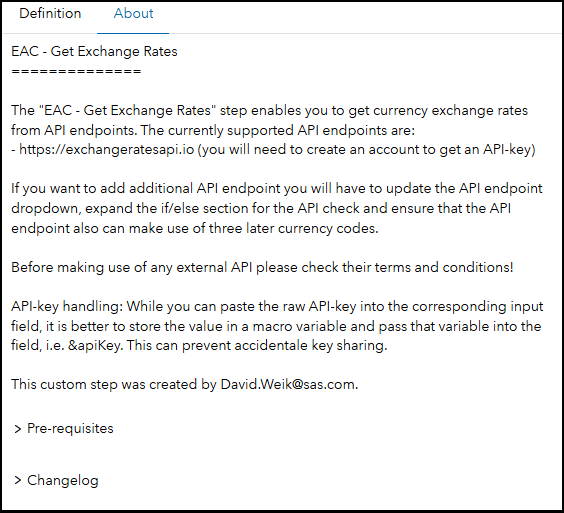 Definition About
EAC - Get Exchange Rates
==============
The "EAC - Get Exchange Rates" step enables you to get currency exchange rates
from API endpoints. The currently supported API endpoints are:
- https://exchangeratesapi.io (you will need to create an account to get an API-key)
If you want to add additional API endpoint you will have to update the API endpoint
dropdown, expand the if/else section for the API check and ensure that the API
endpoint also can make use of three later currency codes.
Before making use of any external API please check their terms and conditions!
API-key handling: While you can paste the raw API-key into the corresponding input
field, it is better to store the value in a macro variable and pass that variable into the
field, i.e. &apiKey. This can prevent accidentale key sharing.
This custom step was created by David.Weik@sas.com.
> Pre-requisites
> Changelog